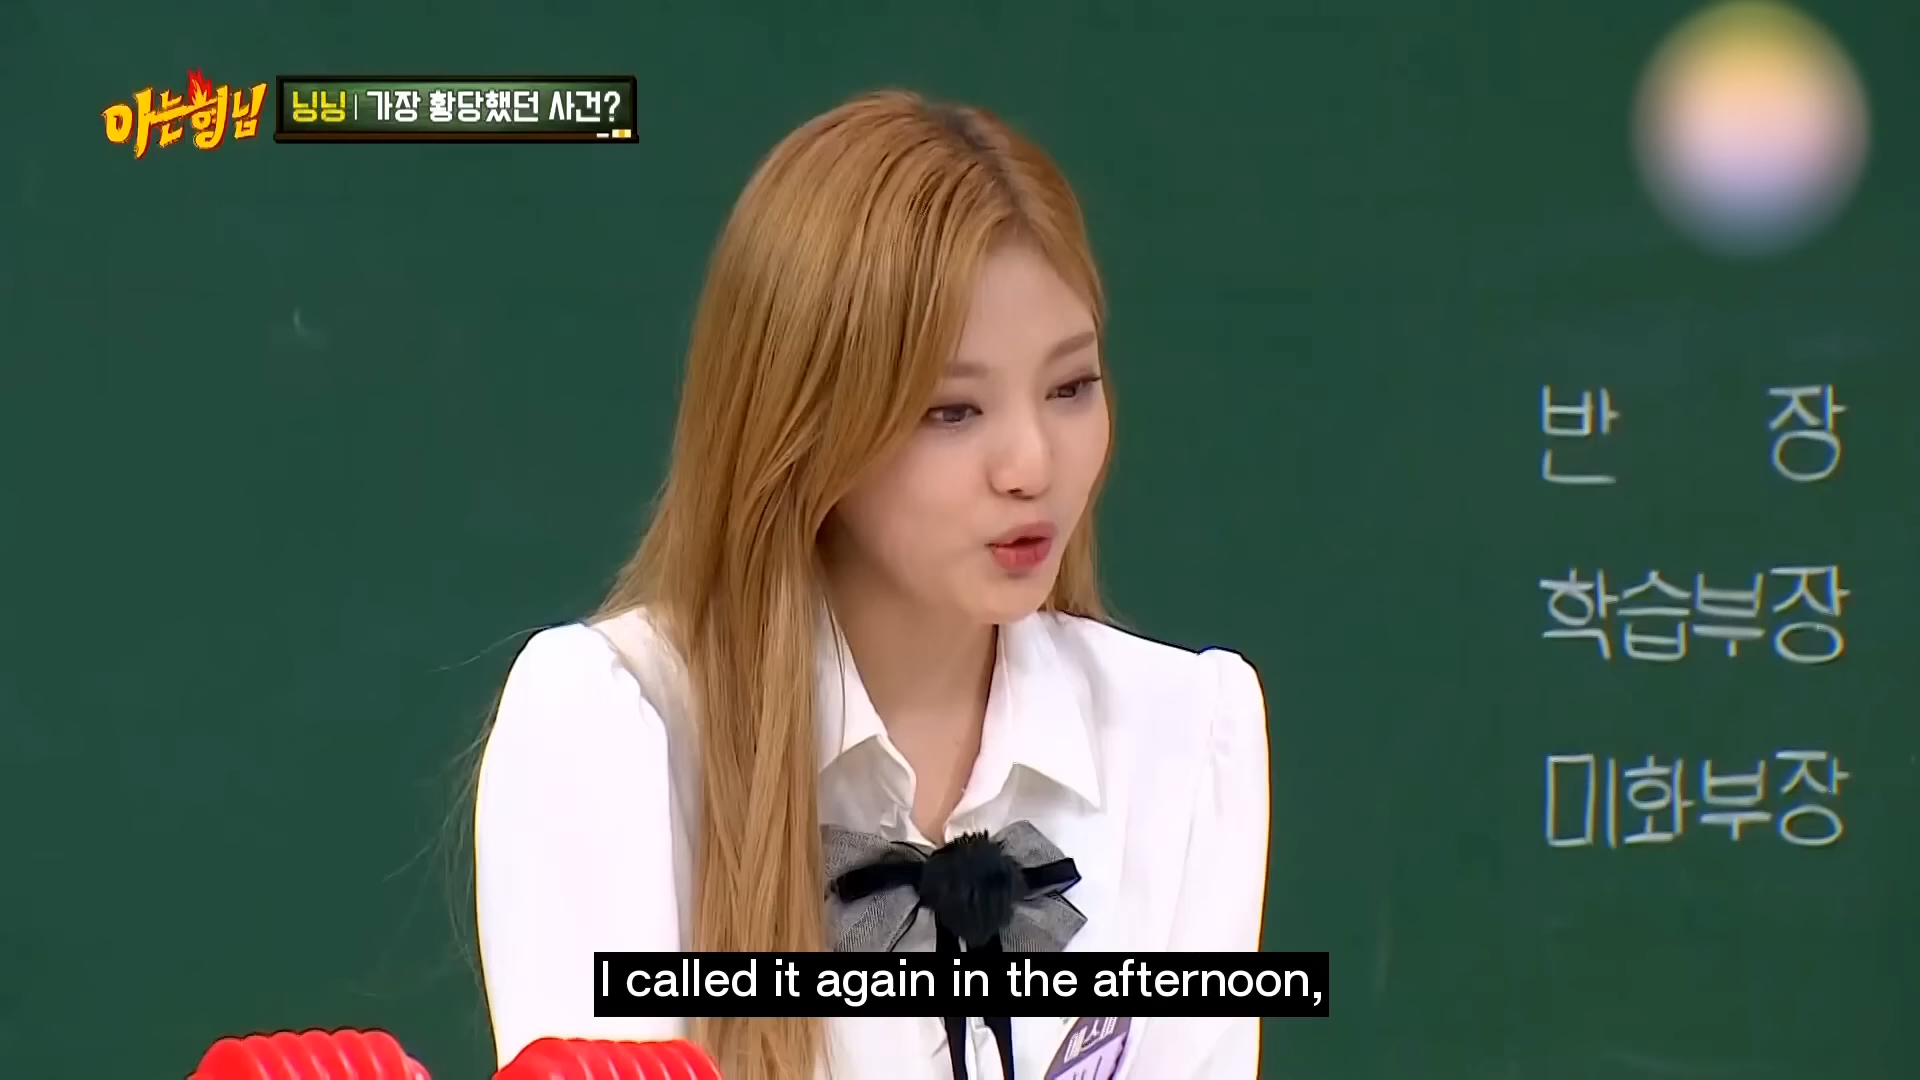 아는형님
닝닝 | 가장 황당했던 사건?
반 장
학습부장
미화부장
I called it again in the afternoon,